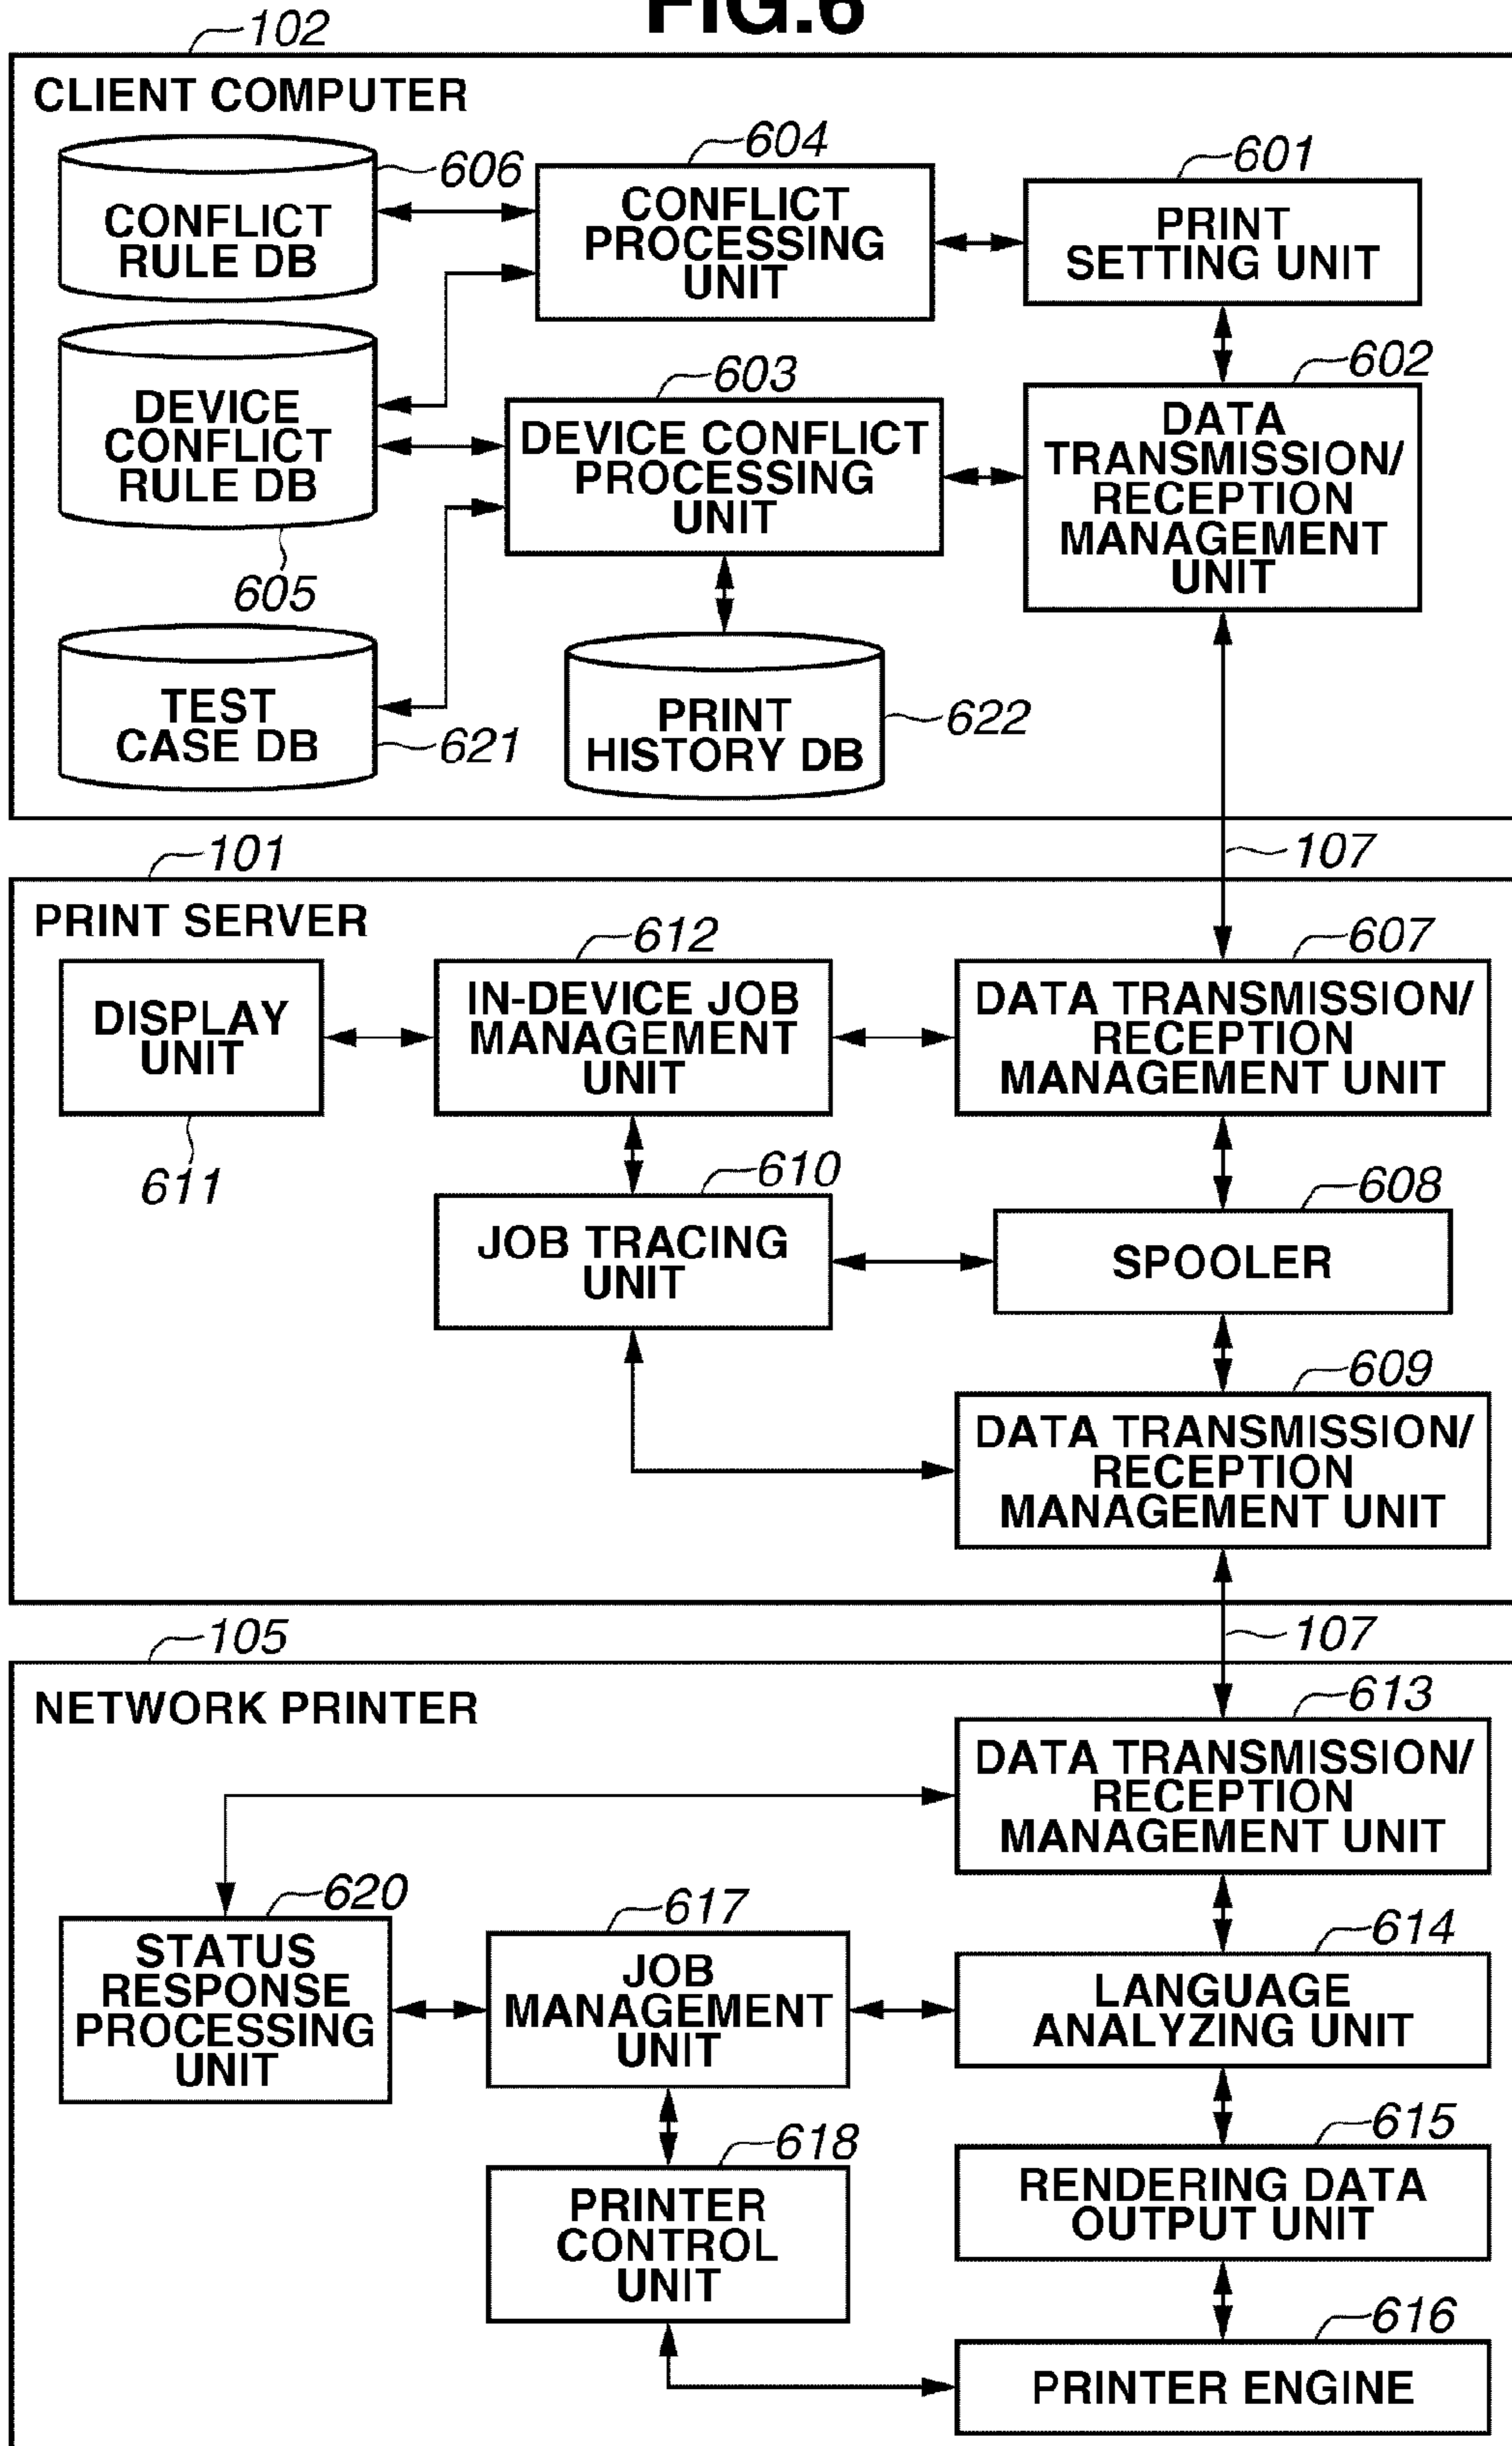 FIG.6
102
CLIENT COMPUTER
606
CONFLICT
RULE DB
604
CONFLICT
PROCESSING
UNIT
601
PRINT
SETTING UNIT
DEVICE
CONFLICT
RULE DB
605
603
DEVICE CONFLICT
PROCESSING
UNIT
602
DATA
TRANSMISSION/
RECEPTION
MANAGEMENT
UNIT
TEST
CASE DB
621
PRINT
HISTORY DB
622
107
101
PRINT SERVER
DISPLAY
UNIT
611
612
IN-DEVICE JOB
MANAGEMENT
UNIT
607
DATA TRANSMISSION/
RECEPTION
MANAGEMENT UNIT
610
JOB TRACING
UNIT
608
SPOOLER
609
DATA TRANSMISSION/
RECEPTION
MANAGEMENT UNIT
107
105
NETWORK PRINTER
613
DATA TRANSMISSION/
RECEPTION
MANAGEMENT UNIT
620
STATUS
RESPONSE
PROCESSING
UNIT
617
JOB
MANAGEMENT
UNIT
614
LANGUAGE
ANALYZING UNIT
618
PRINTER
CONTROL
UNIT
615
RENDERING DATA
OUTPUT UNIT
616
PRINTER ENGINE